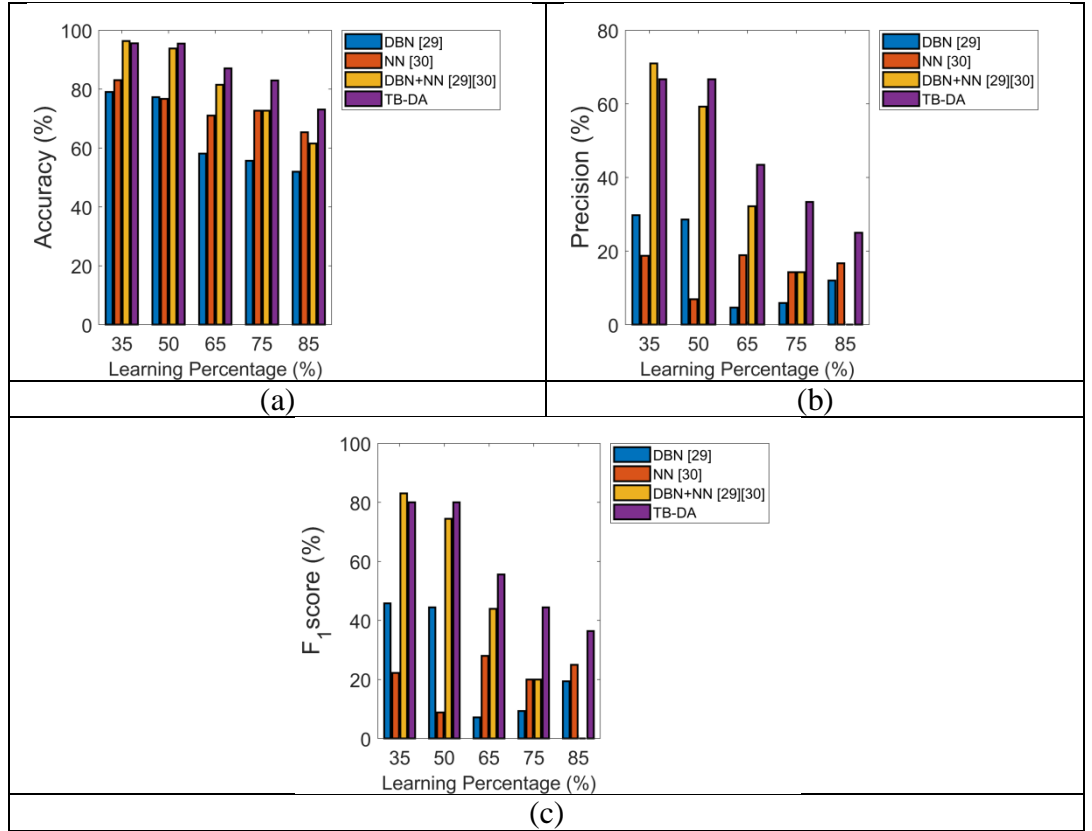 100
80
60
40
20
0
Accuracy (%)
35 50 65 75 85
Learning Percentage (%)
DBN [29]
NN [30]
DBN+NN [29][30]
TB-DA
(a)
80
60
40
20
0
Precision (%)
35 50 65 75 85
Learning Percentage (%)
DBN [29]
NN [30]
DBN+NN [29][30]
TB-DA
(b)
100
80
60
40
20
0
F1 score (%)
35 50 65 75 85
Learning Percentage (%)
DBN [29]
NN [30]
DBN+NN [29][30]
TB-DA
(c)